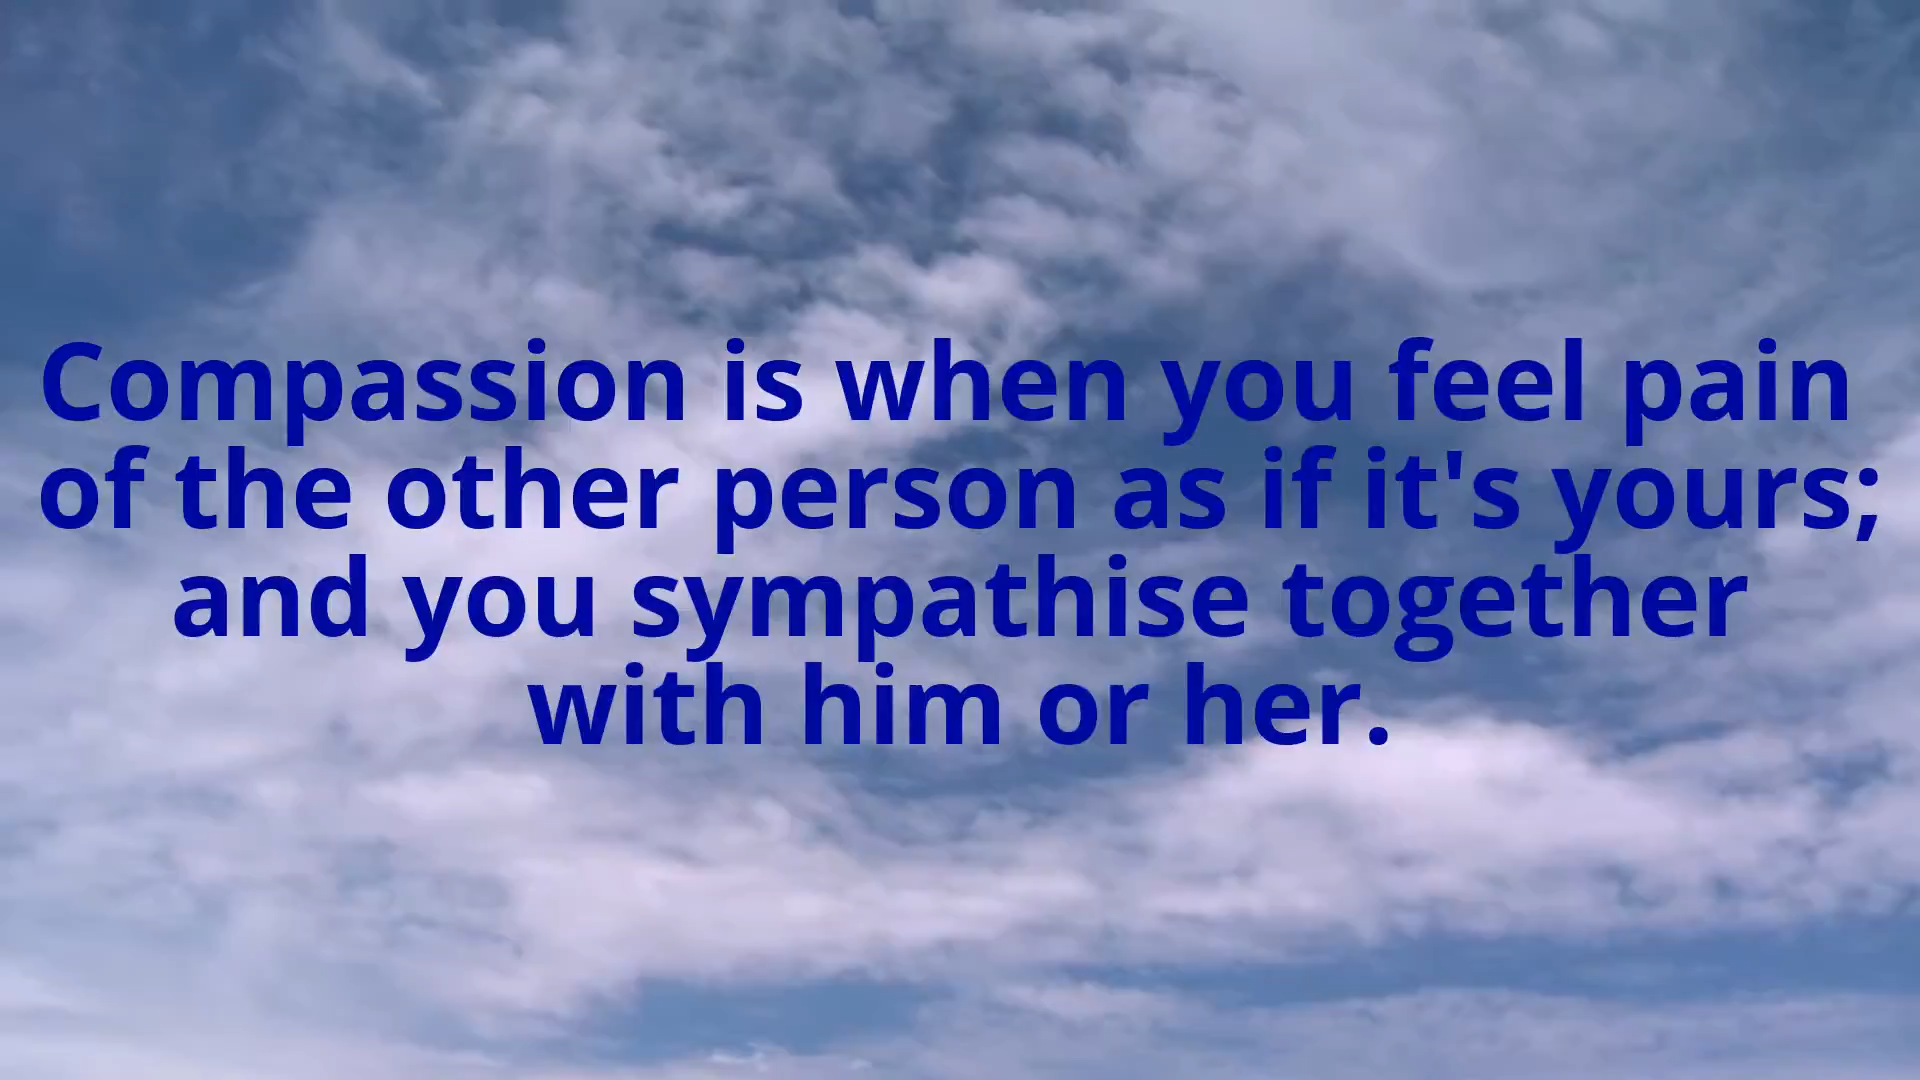 Compassion is when you feel pain
of the other person as if it's yours;
and you sympathise together
with him or her.